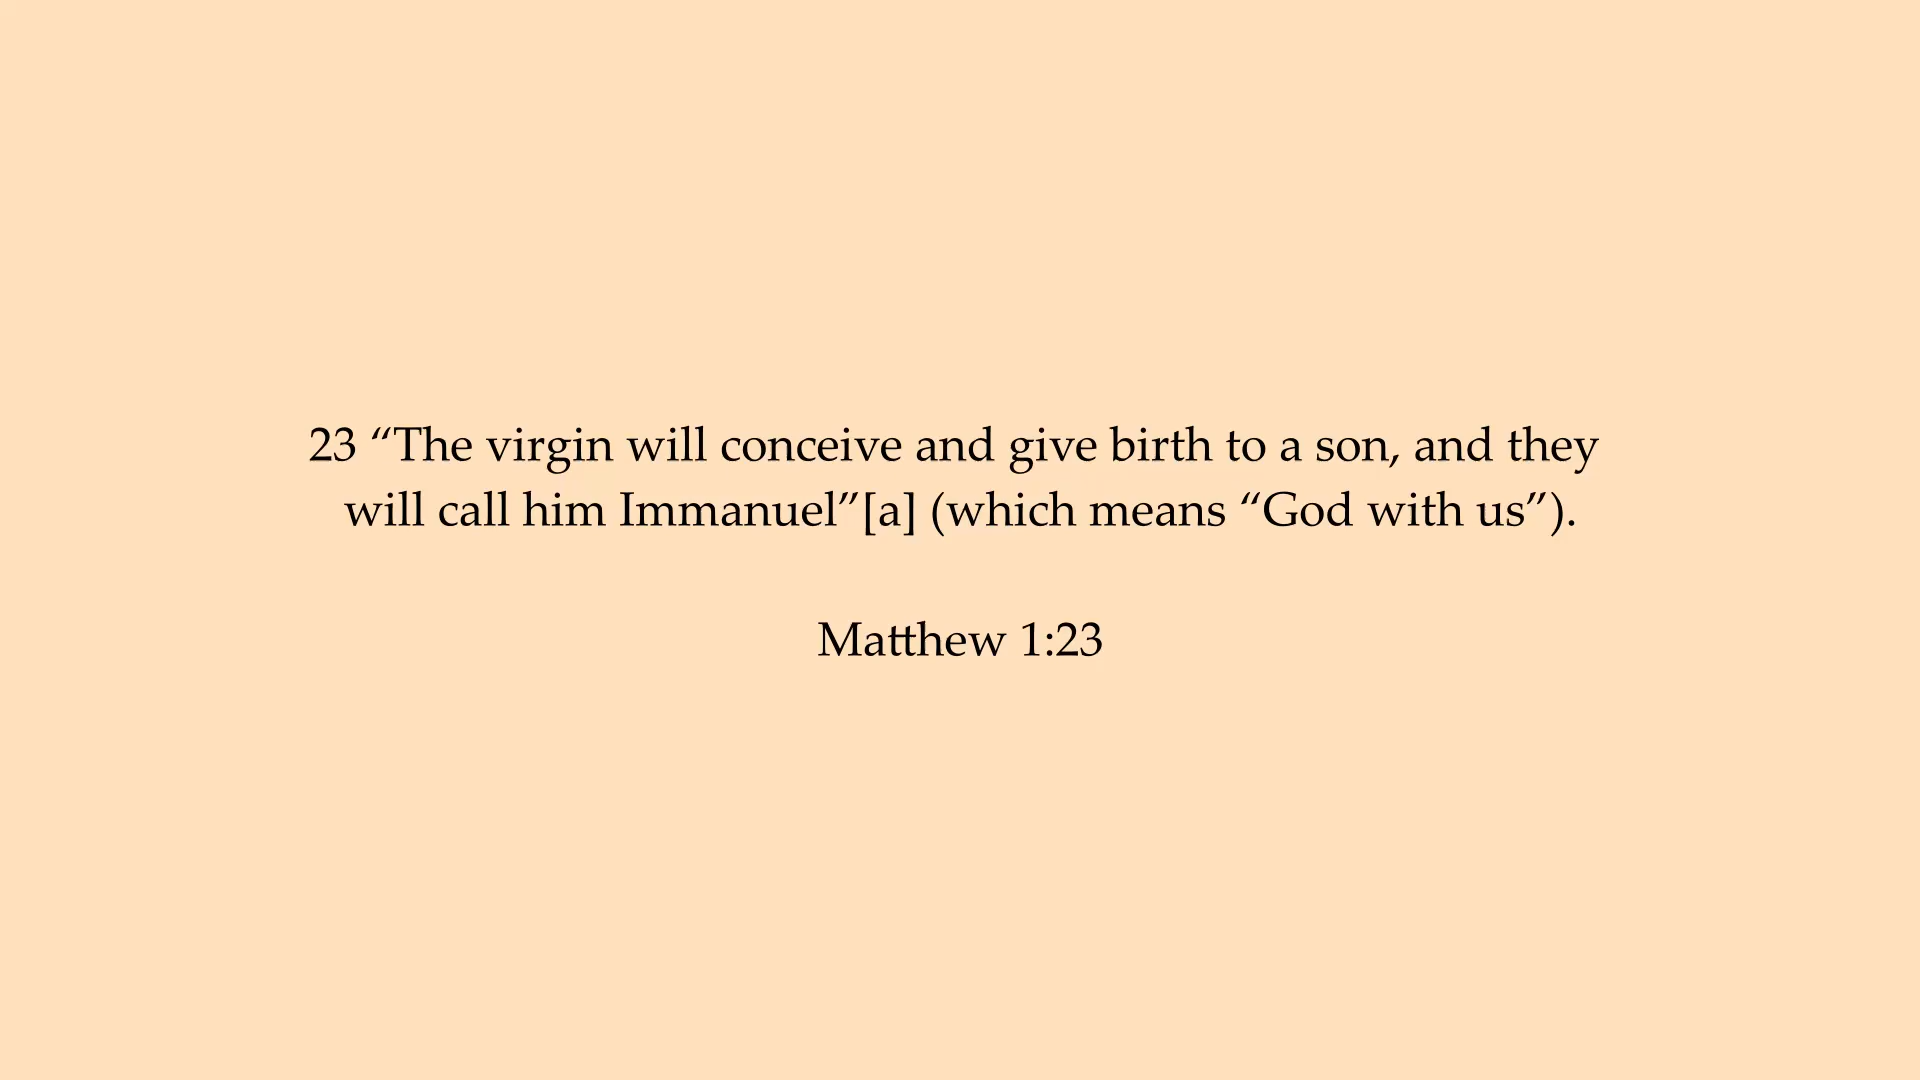 23 “The virgin will conceive and give birth to a son, and they
will call him Immanuel”[a] (which means “God with us”).
Matthew 1:23